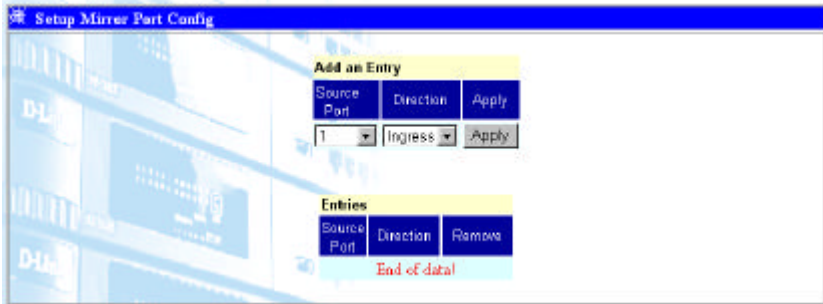 Setup Mirror Port Config
Add an Entry
Source Port Direction Apply
1 Ingress Apply
Entries
Source Port Direction Remove
End of data!
D-L
D-Li